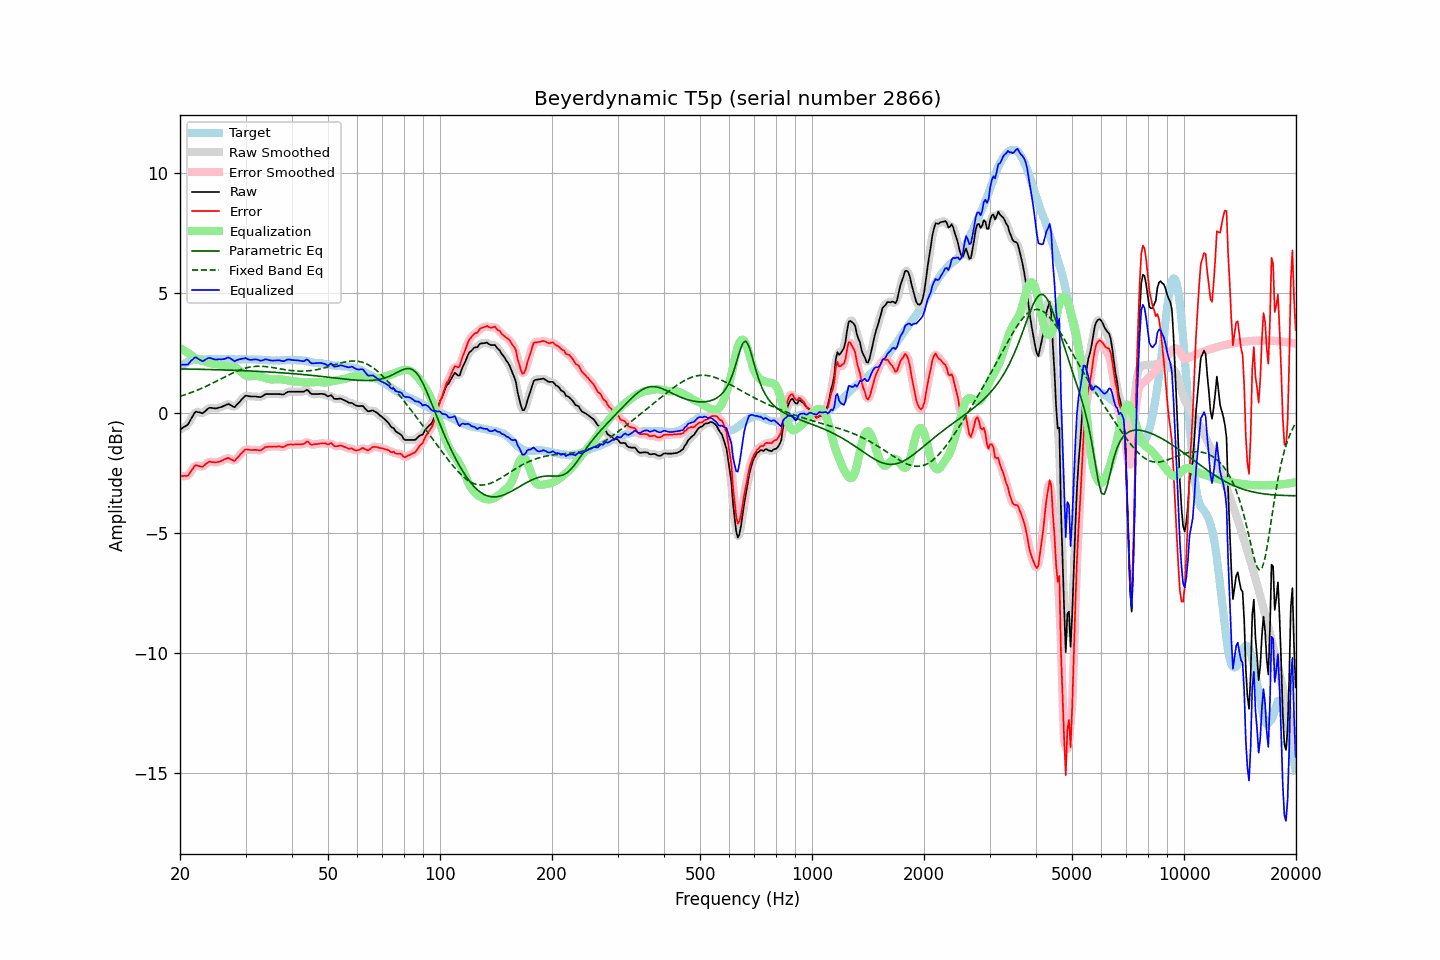 Beyerdynamic T5p (serial number 2866)
Target
Raw Smoothed
Error Smoothed
Raw
Error
Equalization
Parametric Eq
Fixed Band Eq
Equalized
10
5
0
−5
−10
−15
Amplitude (dBr)
20 50 100 200 500 1000 2000 5000 10000 20000
Frequency (Hz)